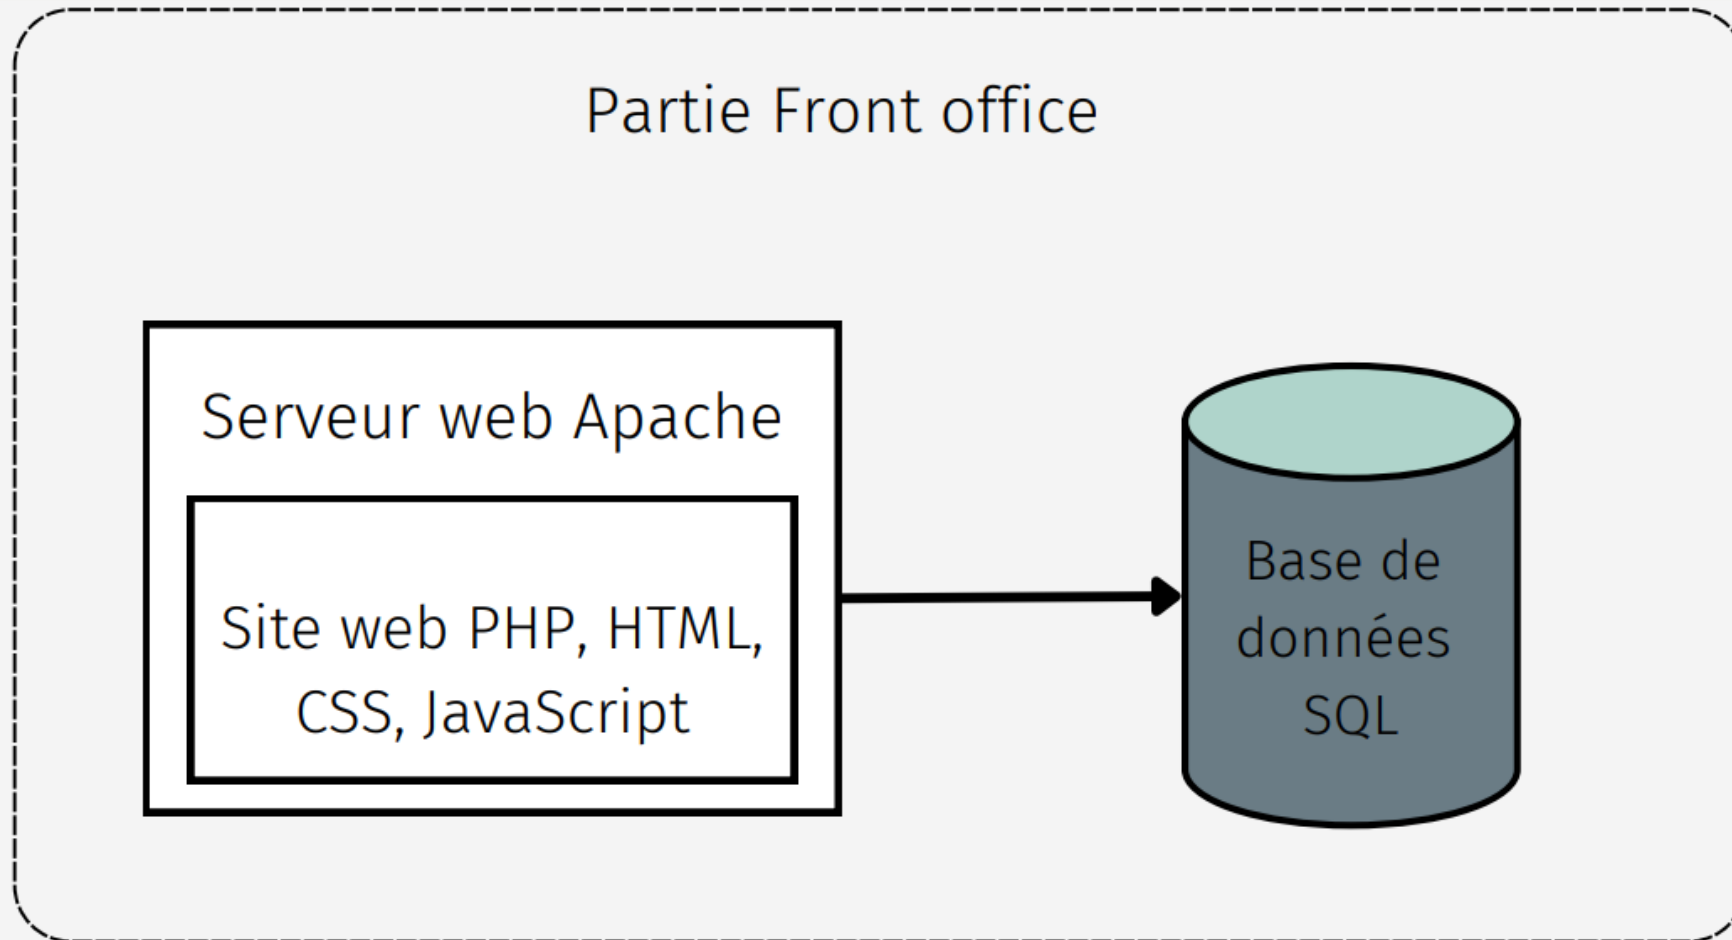 Partie Front office
Serveur web Apache
Site web PHP, HTML,
CSS, JavaScript
Base de
données
SQL